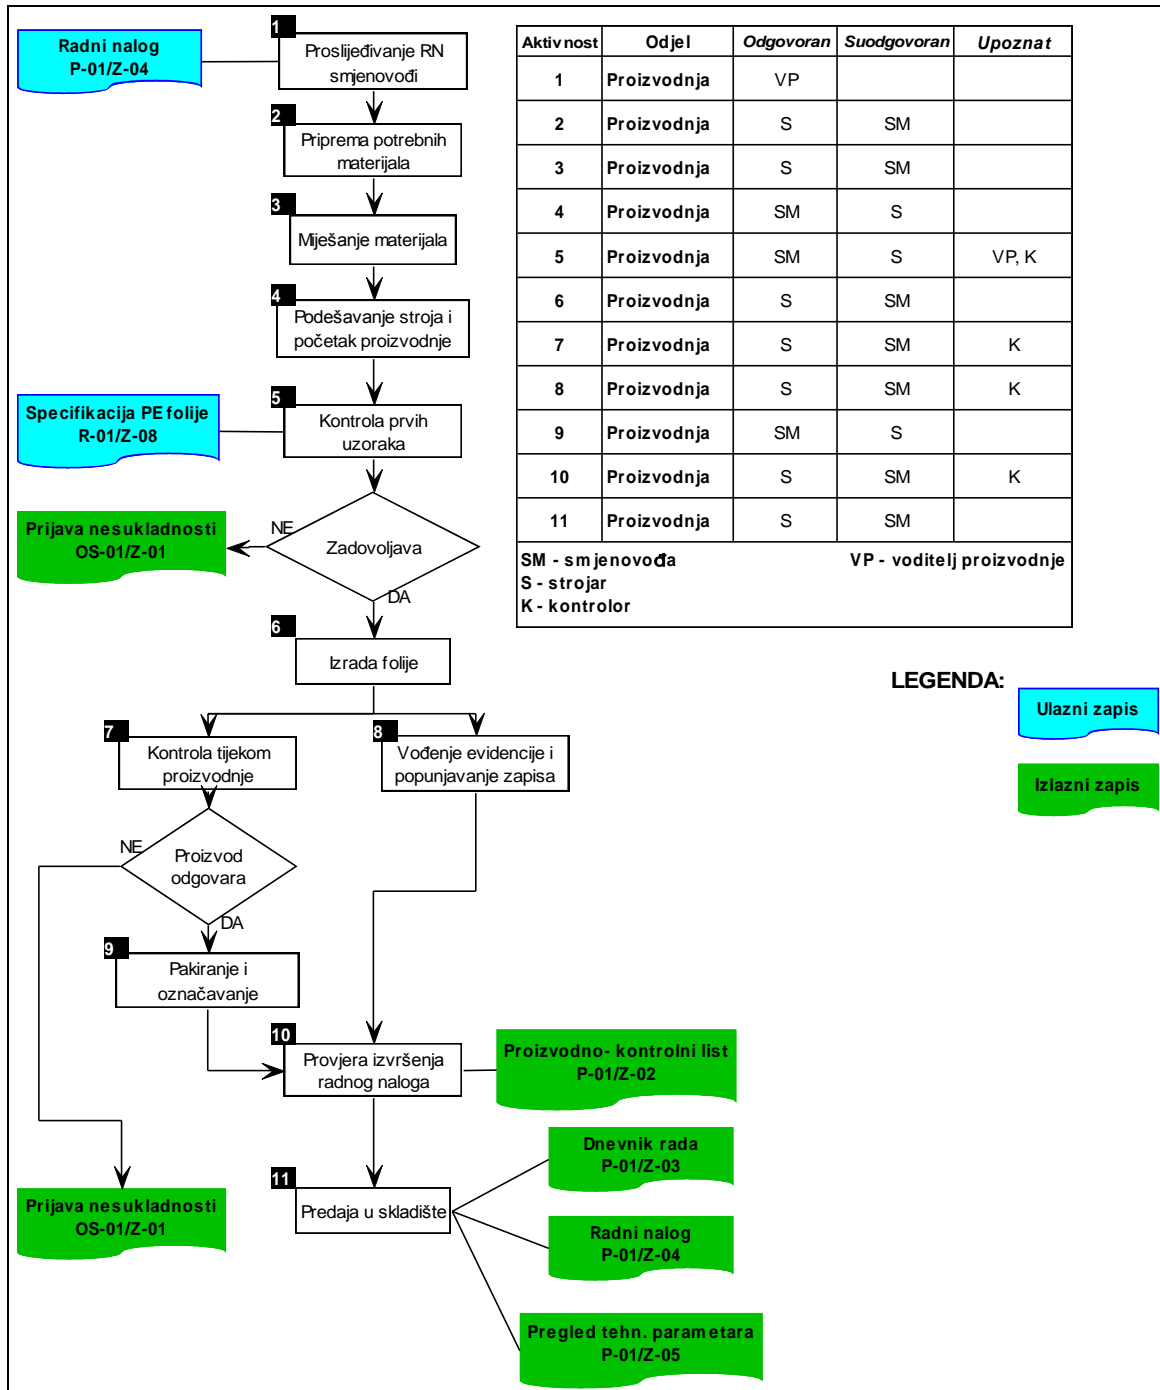 1
Radni nalog
P-01/Z-04
Proslijeđivanje RN
smjenovođi
2
Priprema potrebnih
materijala
3
Miješanje materijala
4
Podešavanje stroja i
početak proizvodnje
Specifikacija PE folije
R-01/Z-08
5
Kontrola prvih
uzoraka
Prijava nesukladnosti
OS-01/Z-01
NE
Zadovoljava
DA
6
Izrada folije
7
Kontrola tijekom
proizvodnje
8
Vođenje evidencije i
popunjavanje zapisa
NE
Proizvod
odgovara
DA
9
Pakiranje i
označavanje
10
Provjera izvršenja
radnog naloga
Proizvodno- kontrolni list
P-01/Z-02
Dnevnik rada
P-01/Z-03
11
Predaja u skladište
Prijava nesukladnosti
OS-01/Z-01
Radni nalog
P-01/Z-04
Pregled tehn. parametara
P-01/Z-05
Aktivnost Odjel Odgovoran Suodgovoran Upoznat
1 Proizvodnja VP
2 Proizvodnja S SM
3 Proizvodnja S SM
4 Proizvodnja SM S
5 Proizvodnja SM S VP, K
6 Proizvodnja S SM
7 Proizvodnja S SM K
8 Proizvodnja S SM K
9 Proizvodnja SM S
10 Proizvodnja S SM K
11 Proizvodnja S SM
SM - smjenovođa VP - voditelj proizvodnje
S - strojar
K - kontrolor
LEGENDA:
Ulazni zapis
Izlazni zapis